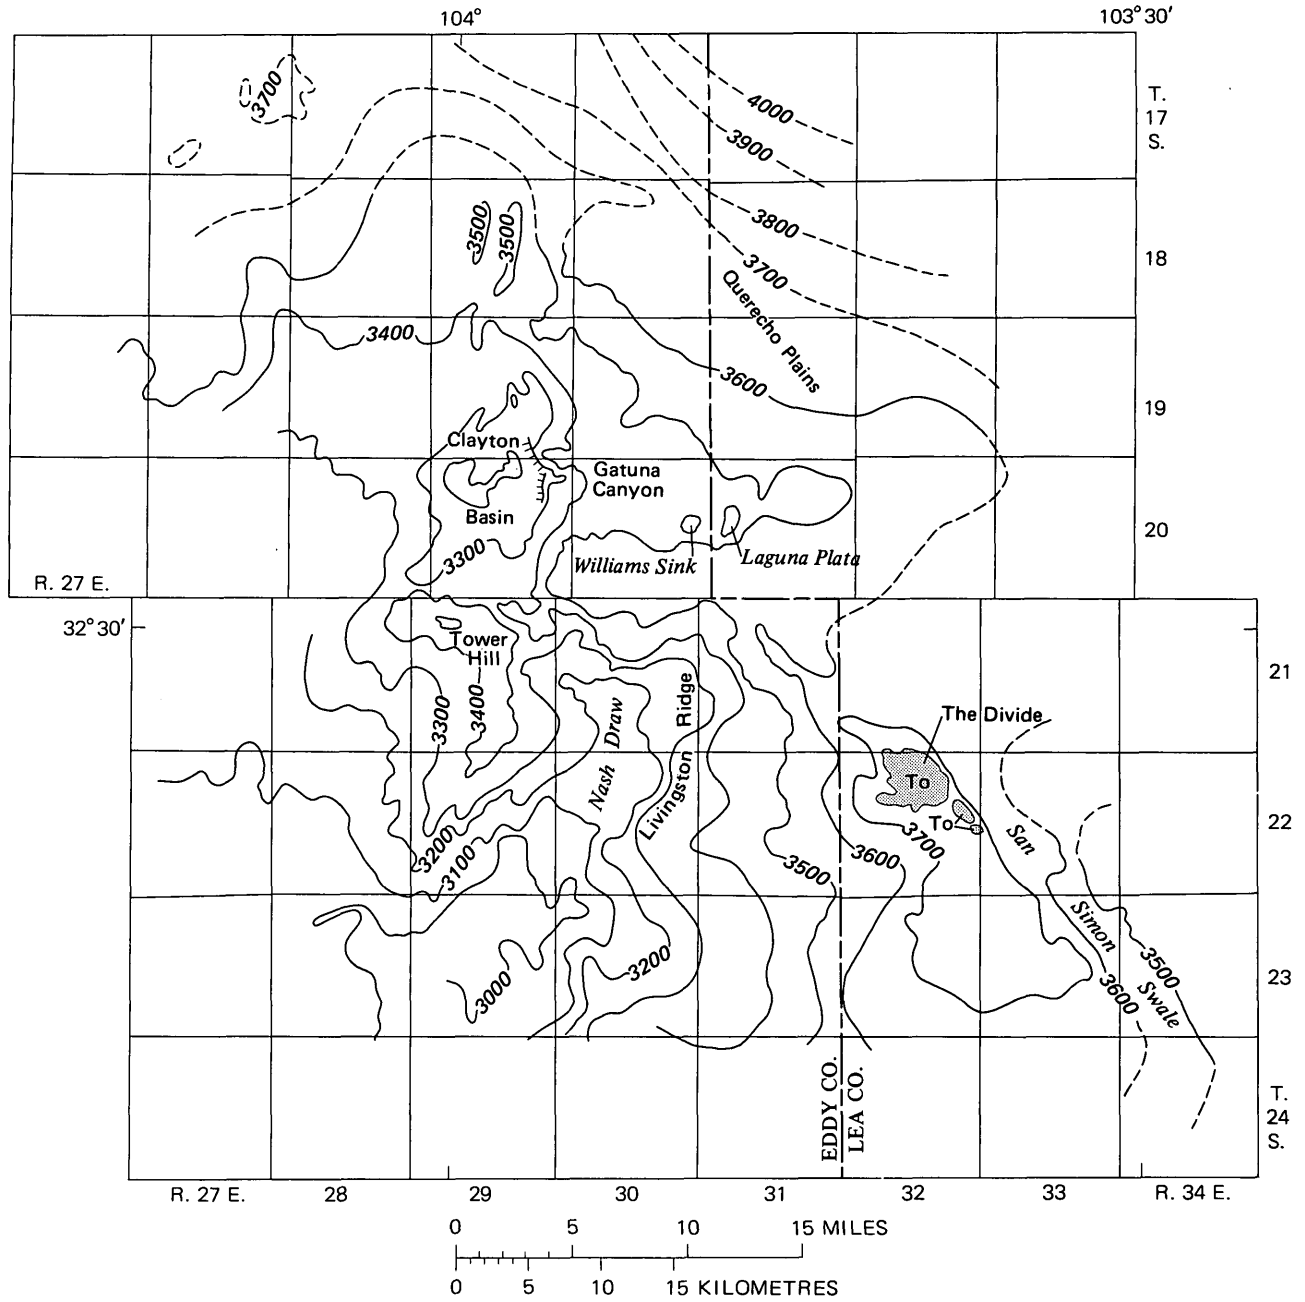 104°
103°30′
T.
17
S.
3700
4000
3900
3800
3700
3500
3500
18
Querecho Plains
3400
3600
19
Clayton
Gatuna
Canyon
Basin
20
3300
Williams Sink
Laguna Plata
R. 27 E.
32°30′
Tower
Hill
21
3300
3400
Nash Draw
Livingston Ridge
The Divide
To
To
San Simon Swale
22
3200
3100
3500
3600
3700
3200
3000
3600
3500
23
EDDY CO.
LEA CO.
T.
24
S.
R. 27 E.
28
29
30
31
32
33
R. 34 E.
0 5 10 15 MILES
0 5 10 15 KILOMETRES